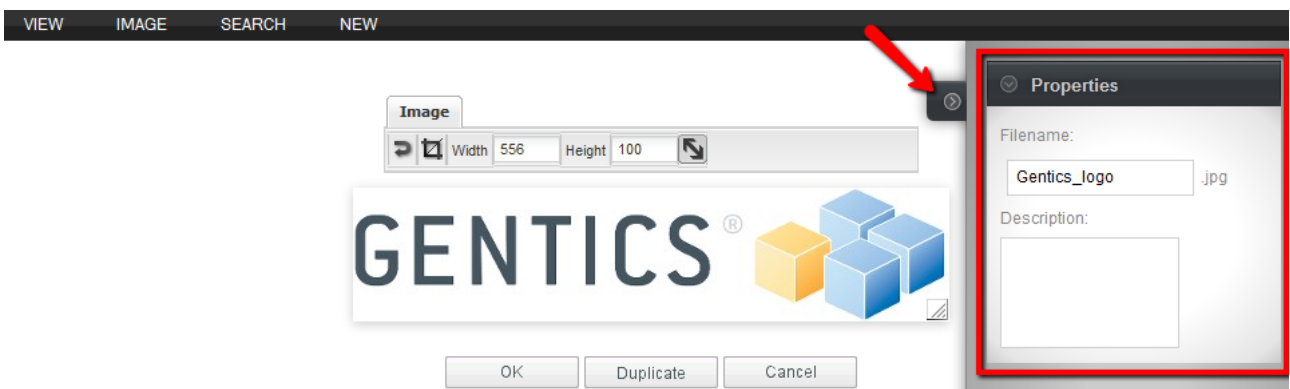 VIEW IMAGE SEARCH NEW
Image
Width 556 Height 100
GENTICS®
OK Duplicate Cancel
Properties
Filename:
Gentics_logo .jpg
Description: